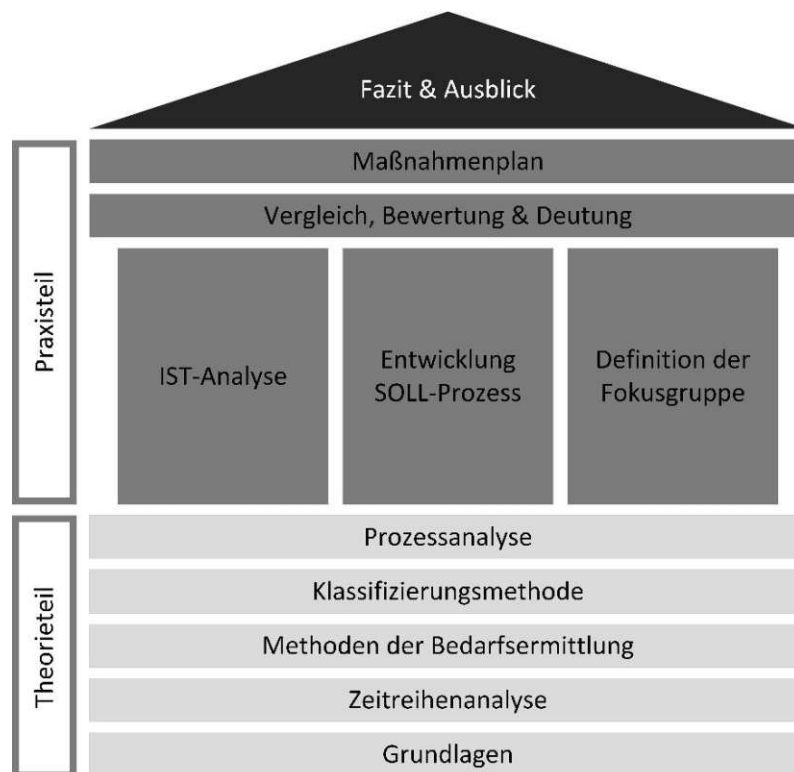 Fazit & Ausblick
Praxisteil
Maßnahmenplan
Vergleich, Bewertung & Deutung
IST-Analyse
Entwicklung
SOLL-Prozess
Definition der
Fokusgruppe
Theorieteil
Prozessanalyse
Klassifizierungsmethode
Methoden der Bedarfsermittlung
Zeitreihenanalyse
Grundlagen